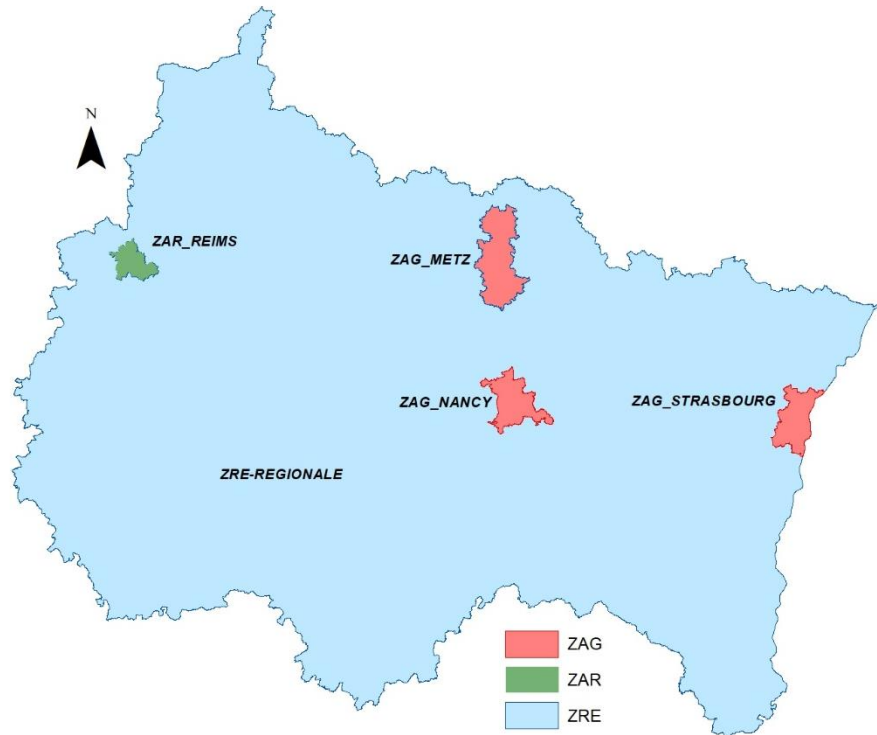 N
ZAR_REIMS
ZAG_METZ
ZAG_NANCY
ZAG_STRASBOURG
ZRE-REGIONALE
ZAG
ZAR
ZRE